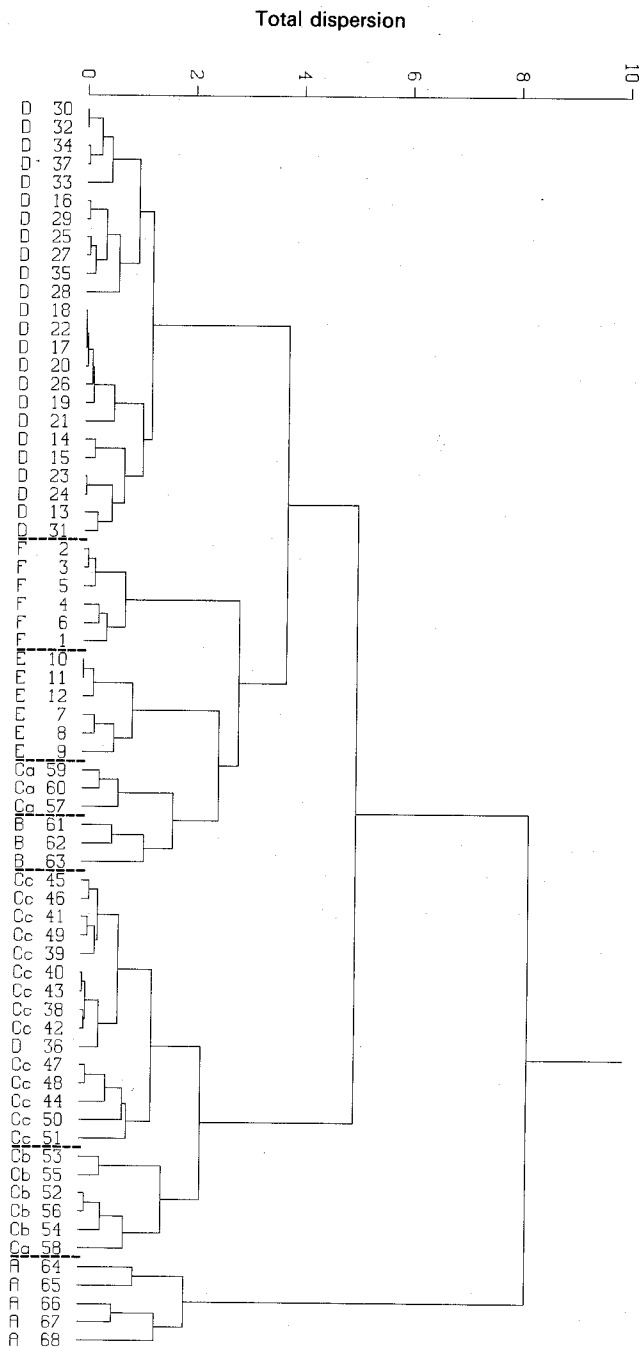 Total dispersion
0 2 4 6 8 10
D 30
D 32
D 34
D 37
D 33
D 16
D 29
D 25
D 27
D 35
D 28
D 18
D 22
D 17
D 20
D 26
D 19
D 21
D 14
D 15
D 23
D 24
D 13
D 31
F 2
F 3
F 5
F 4
F 6
F 1
E 10
E 11
E 12
E 7
E 8
E 9
Ca 59
Ca 60
Ca 57
B 61
B 62
B 63
Cc 45
Cc 46
Cc 41
Cc 49
Cc 39
Cc 40
Cc 43
Cc 38
Cc 42
D 36
Cc 47
Cc 48
Cc 44
Cc 50
Cc 51
Cb 53
Cb 55
Cb 52
Cb 56
Cb 54
Ca 58
A 64
A 65
A 66
A 67
A 68